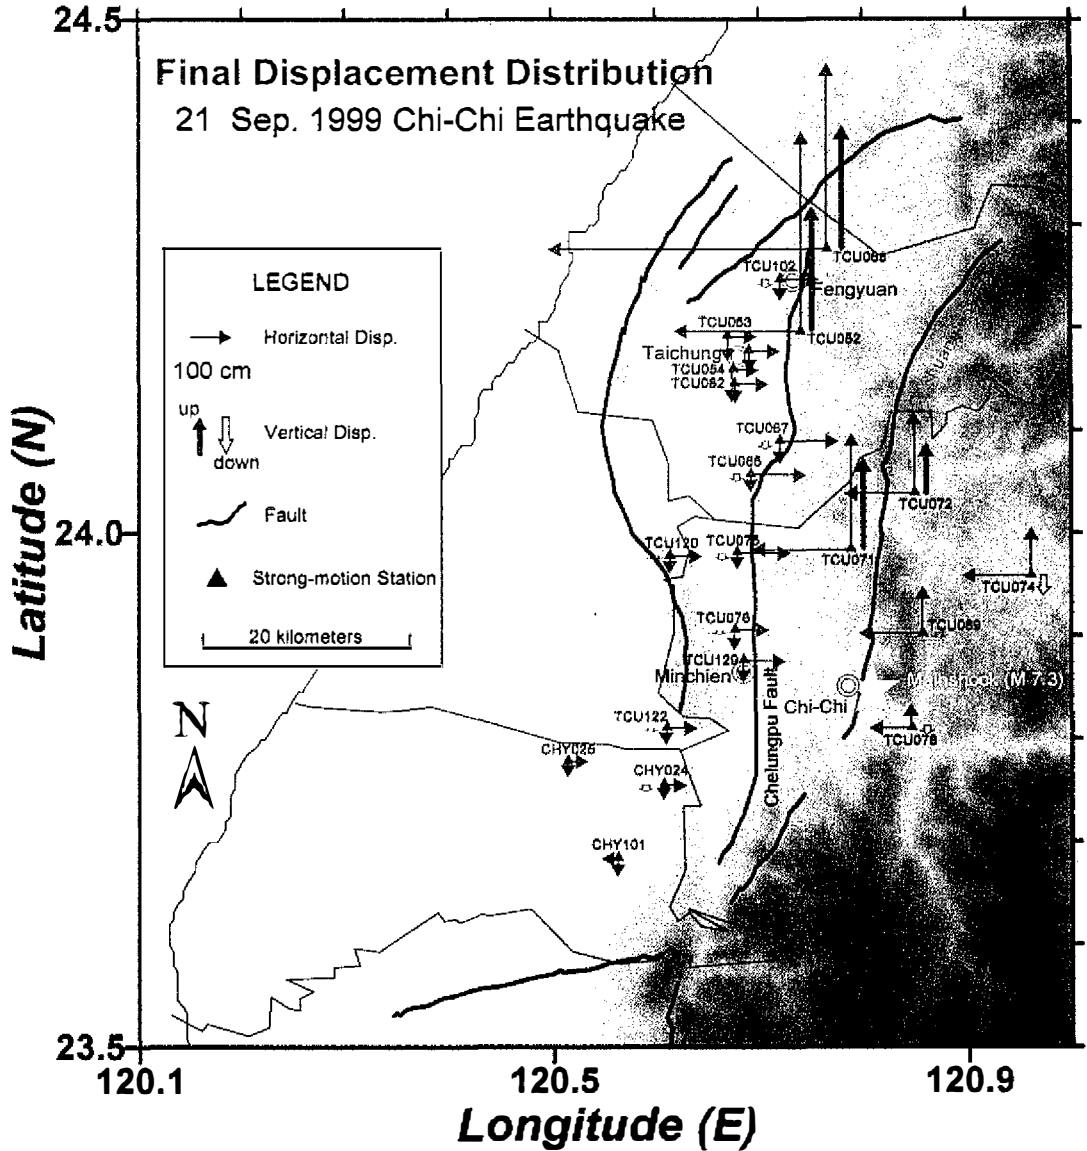 24.5
Final Displacement Distribution
21 Sep. 1999 Chi-Chi Earthquake
LEGEND
Horizontal Disp.
100 cm
up
Vertical Disp.
down
Fault
Strong-motion Station
20 kilometers
N
TCU102
Fengyuan
TCU052
Taichung
TCU054
TCU082
TCU067
TCU065
TCU072
TCU120
TCU075
TCU071
TCU074
TCU076
TCU129
Minchien
Mainshock (M 7.3)
Chi-Chi
Chelungpu Fault
TCU122
TCU078
CHY025
CHY024
CHY101
24.0
23.5
120.1
120.5
120.9
Latitude (N)
Longitude (E)